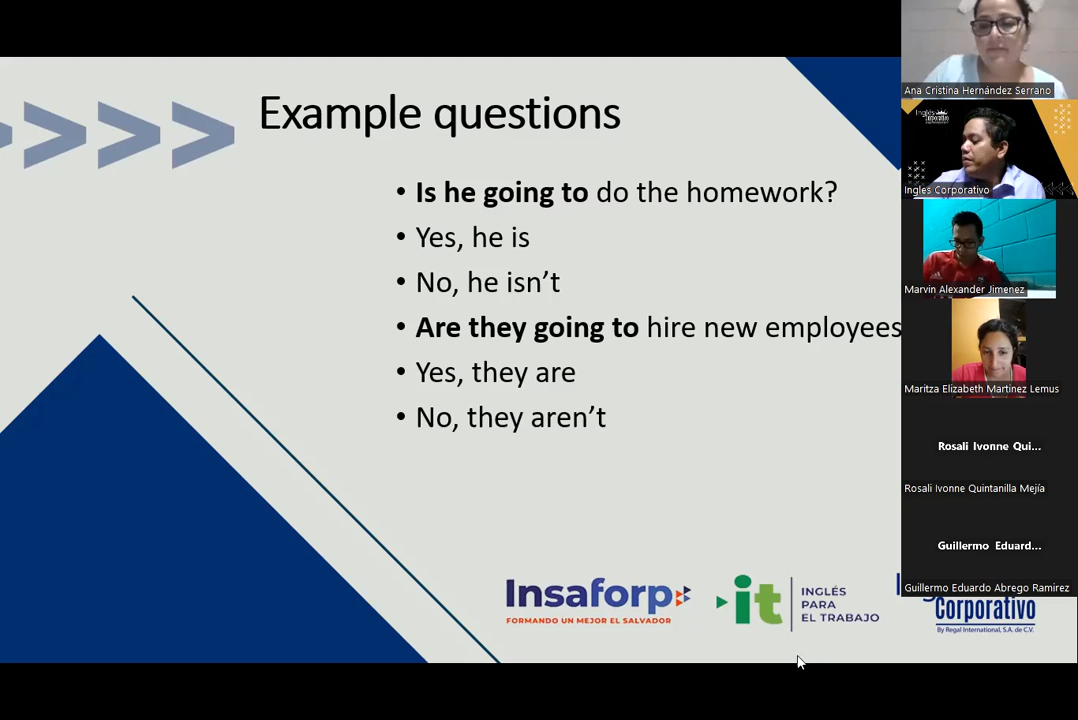 Example questions
• Is he going to do the homework?
• Yes, he is
• No, he isn't
• Are they going to hire new employees
• Yes, they are
• No, they aren't
Insaforp
FORMANDO UN MEJOR EL SALVADOR
it
INGLÉS
PARA
EL TRABAJO
Corporativo
By Regal International, S.A. de C.V.
Ana Cristina Hernández Serrano
Inglés
Corporativo
Ingles Corporativo
Marvin Alexander Jimenez
Maritza Elizabeth Martinez Lemus
Rosali Ivonne Qui...
Rosali Ivonne Quintanilla Mejía
Guillermo Eduard...
Guillermo Eduardo Abrego Ramirez